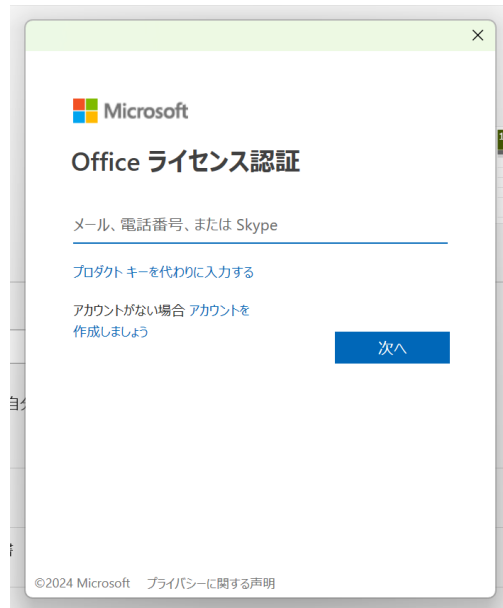 Microsoft
Office ライセンス認証
メール、電話番号、または Skype
プロダクト キーを代わりに入力する
アカウントがない場合 アカウントを
作成しましょう
次へ
©2024 Microsoft プライバシーに関する声明